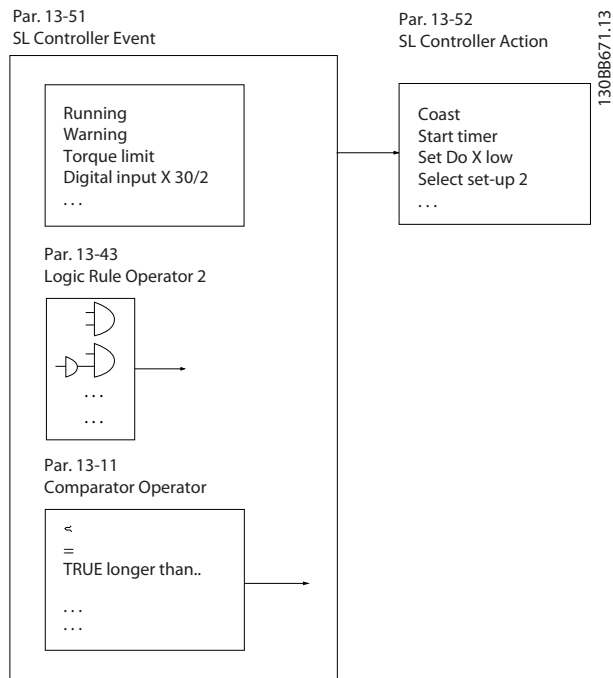 Par. 13-51
SL Controller Event
Par. 13-52
SL Controller Action
130BB671.13
Running
Warning
Torque limit
Digital input X 30/2
. . .
Coast
Start timer
Set Do X low
Select set-up 2
. . .
Par. 13-43
Logic Rule Operator 2
. . .
. . .
Par. 13-11
Comparator Operator
<
=
TRUE longer than..
. . .
. . .